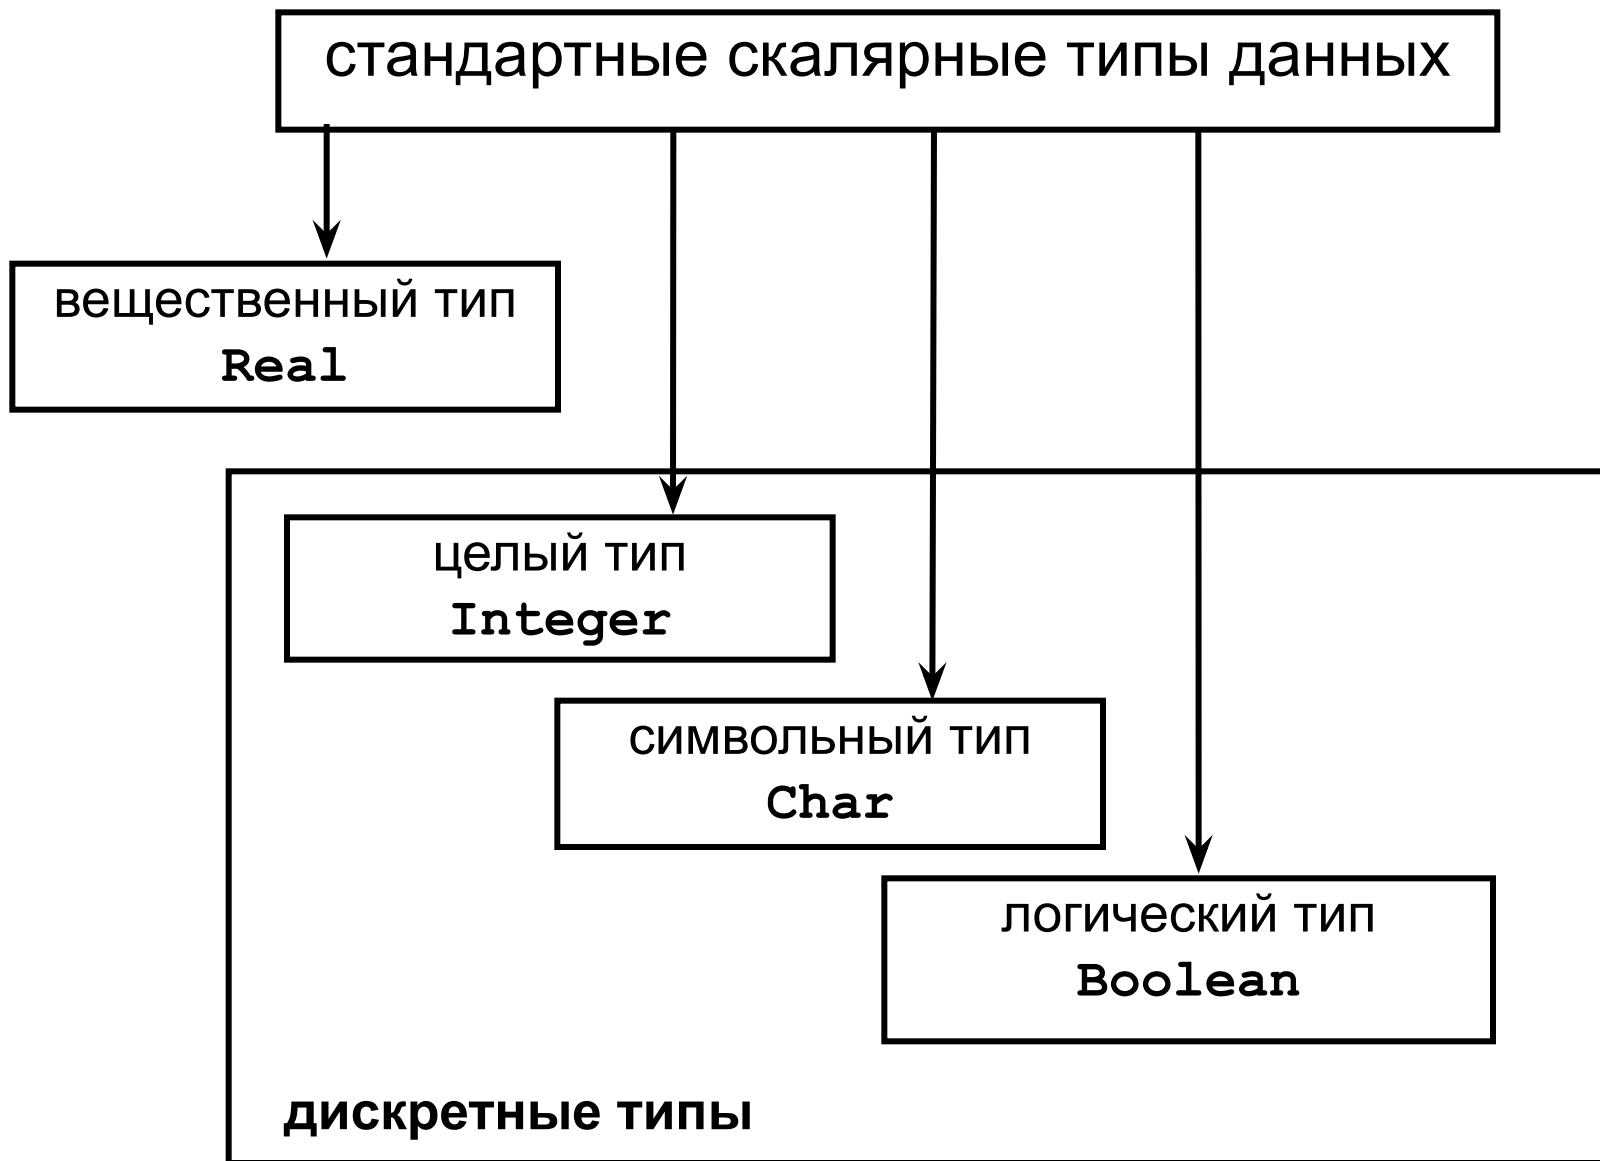 стандартные скалярные типы данных
вещественный тип
Real
целый тип
Integer
символьный тип
Char
логический тип
Boolean
дискретные типы